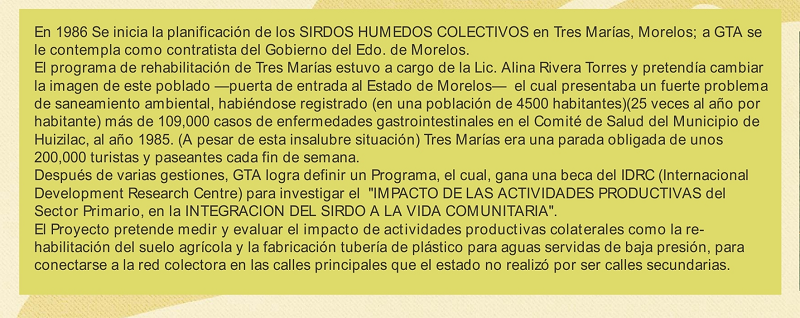 En 1986 Se inicia la planificación de los SIRDOS HUMEDOS COLECTIVOS en Tres Marías, Morelos; a GTA se
le contempla como contratista del Gobierno del Edo. de Morelos.
El programa de rehabilitación de Tres Marías estuvo a cargo de la Lic. Alina Rivera Torres y pretendía cambiar
la imagen de este poblado —puerta de entrada al Estado de Morelos— el cual presentaba un fuerte problema
de saneamiento ambiental, habiéndose registrado (en una población de 4500 habitantes)(25 veces al año por
habitante) más de 109,000 casos de enfermedades gastrointestinales en el Comité de Salud del Municipio de
Huizilac, al año 1985. (A pesar de esta insalubre situación) Tres Marías era una parada obligada de unos
200,000 turistas y paseantes cada fin de semana.
Después de varias gestiones, GTA logra definir un Programa, el cual, gana una beca del IDRC (Internacional
Development Research Centre) para investigar el "IMPACTO DE LAS ACTIVIDADES PRODUCTIVAS del
Sector Primario, en la INTEGRACION DEL SIRDO A LA VIDA COMUNITARIA".
El Proyecto pretende medir y evaluar el impacto de actividades productivas colaterales como la re-
habilitación del suelo agrícola y la fabricación tubería de plástico para aguas servidas de baja presión, para
conectarse a la red colectora en las calles principales que el estado no realizó por ser calles secundarias.